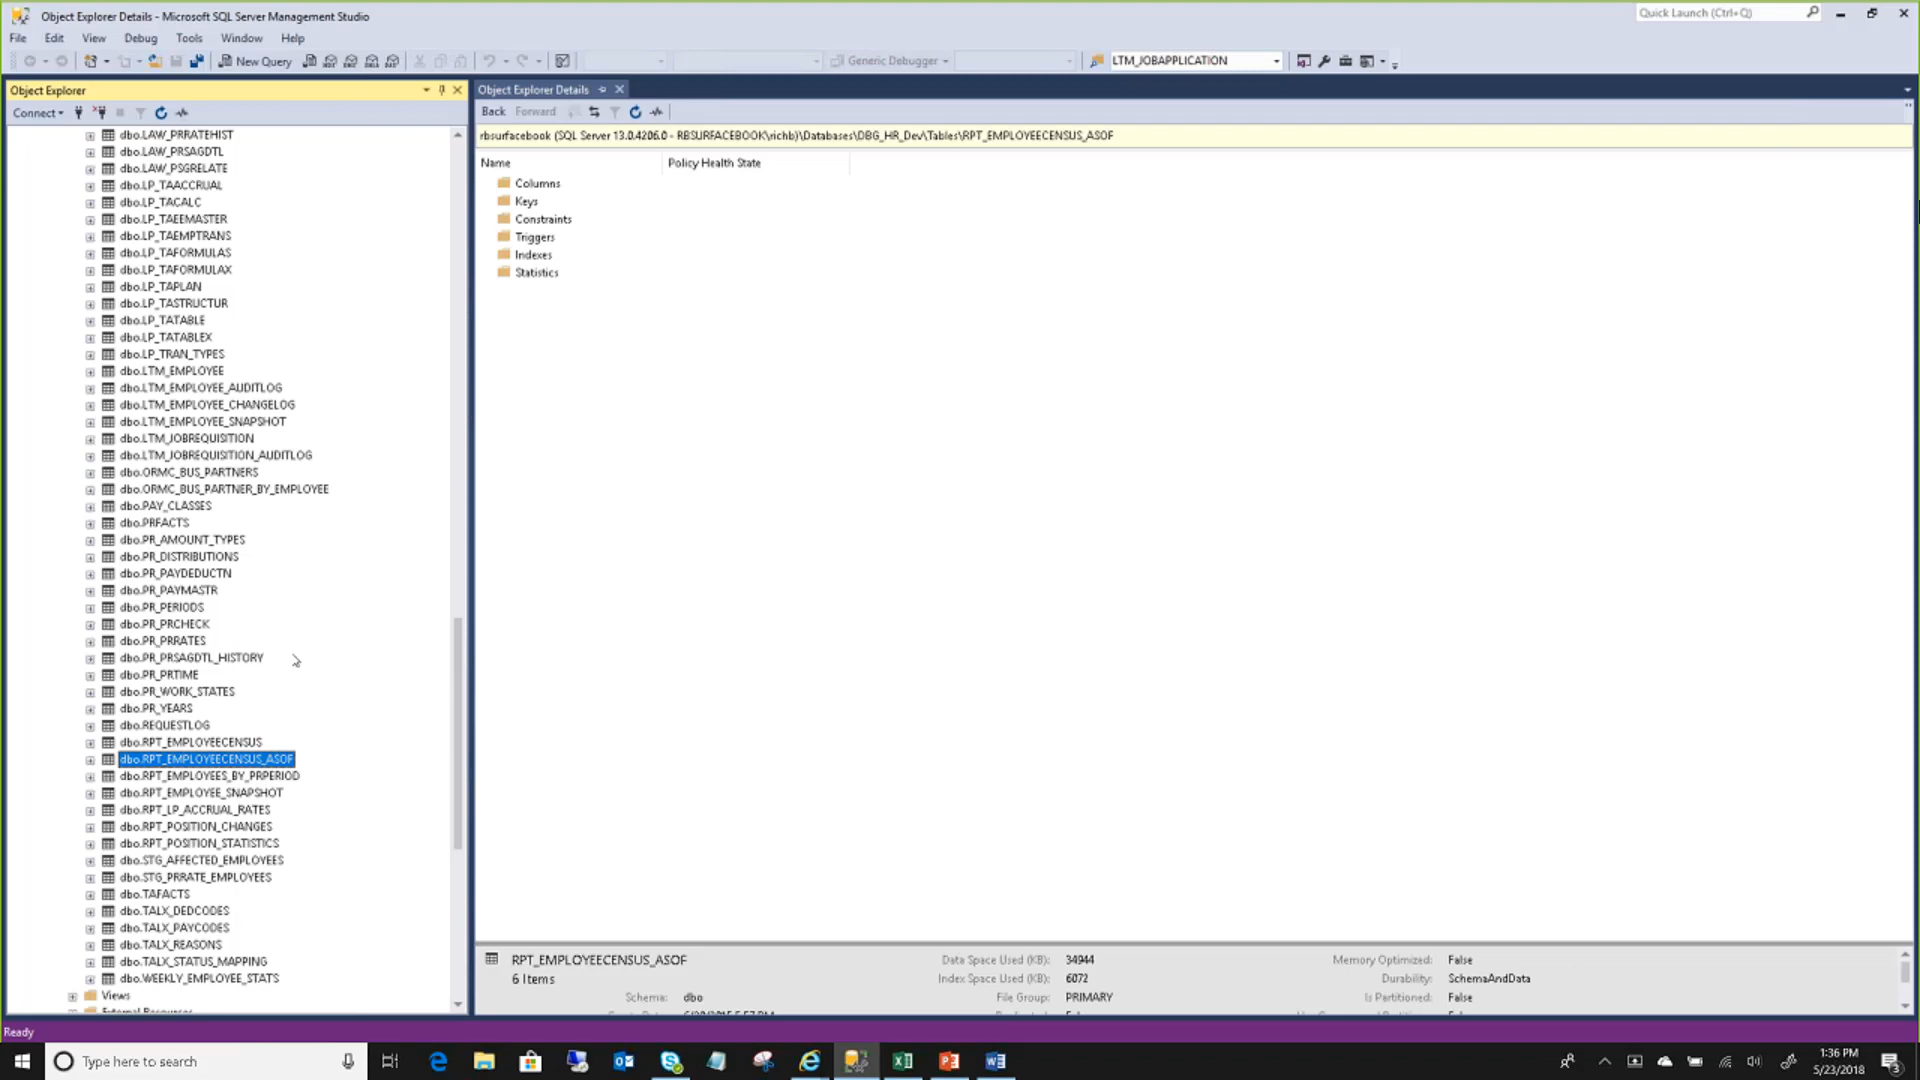 Object Explorer Details - Microsoft SQL Server Management Studio
Quick Launch (Ctrl+Q)
File Edit View Debug Tools Window Help
New Query
Generic Debugger
LTM_JOBAPPLICATION
Object Explorer
Connect
dbo.LAW_PRRATEHIST
dbo.LAW_PRSAGDTL
dbo.LAW_PSGRELATE
dbo.LP_TAACCRUAL
dbo.LP_TACALC
dbo.LP_TAEEMASTER
dbo.LP_TAEMPTRANS
dbo.LP_TAFORMULAS
dbo.LP_TAFORMULAX
dbo.LP_TAPLAN
dbo.LP_TASTRUCTUR
dbo.LP_TATABLE
dbo.LP_TATABLEX
dbo.LP_TRAN_TYPES
dbo.LTM_EMPLOYEE
dbo.LTM_EMPLOYEE_AUDITLOG
dbo.LTM_EMPLOYEE_CHANGELOG
dbo.LTM_EMPLOYEE_SNAPSHOT
dbo.LTM_JOBREQUISITION
dbo.LTM_JOBREQUISITION_AUDITLOG
dbo.ORMC_BUS_PARTNERS
dbo.ORMC_BUS_PARTNER_BY_EMPLOYEE
dbo.PAY_CLASSES
dbo.PRFACTS
dbo.PR_AMOUNT_TYPES
dbo.PR_DISTRIBUTIONS
dbo.PR_PAYDEDUCTN
dbo.PR_PAYMASTR
dbo.PR_PERIODS
dbo.PR_PRCHECK
dbo.PR_PRRATES
dbo.PR_PRSAGDTL_HISTORY
dbo.PR_PRTIME
dbo.PR_WORK_STATES
dbo.PR_YEARS
dbo.REQUESTLOG
dbo.RPT_EMPLOYEECENSUS
dbo.RPT_EMPLOYEECENSUS_ASOF
dbo.RPT_EMPLOYEES_BY_PRPERIOD
dbo.RPT_EMPLOYEE_SNAPSHOT
dbo.RPT_LP_ACCRUAL_RATES
dbo.RPT_POSITION_CHANGES
dbo.RPT_POSITION_STATISTICS
dbo.STG_AFFECTED_EMPLOYEES
dbo.STG_PRRATE_EMPLOYEES
dbo.TAFACTS
dbo.TALX_DEDCODES
dbo.TALX_PAYCODES
dbo.TALX_REASONS
dbo.TALX_STATUS_MAPPING
dbo.WEEKLY_EMPLOYEE_STATS
Views
Object Explorer Details
Back Forward
rbsurfacebook (SQL Server 13.0.4206.0 - RBSURFACEBOOK\richb)\Databases\DBG_HR_Dev\Tables\RPT_EMPLOYEECENSUS_ASOF
Name Policy Health State
Columns
Keys
Constraints
Triggers
Indexes
Statistics
RPT_EMPLOYEECENSUS_ASOF Data Space Used (KB): 34944 Memory Optimized: False
6 Items Index Space Used (KB): 6072 Durability: SchemaAndData
Schema: dbo File Group: PRIMARY Is Partitioned: False
Ready
Type here to search
1:36 PM
5/23/2018
3